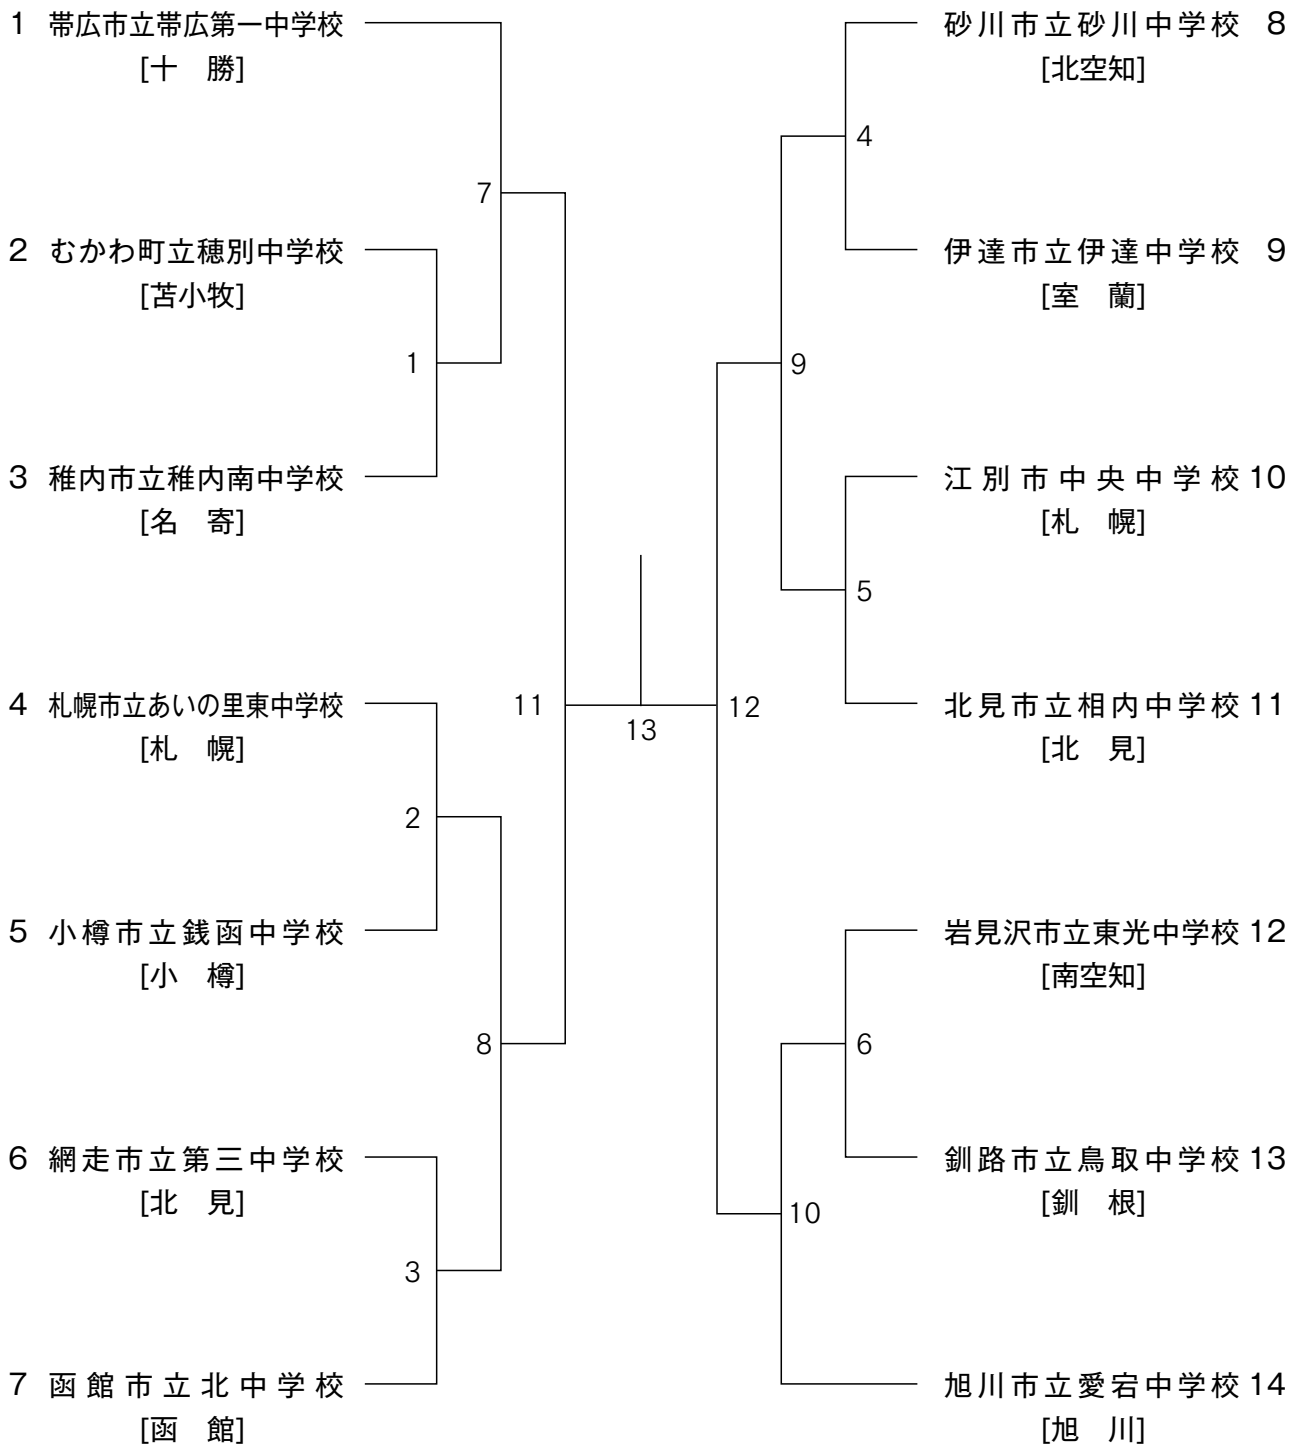 1 帯広市立帯広第一中学校
[十　勝]
7
2 むかわ町立穂別中学校
[苫小牧]
1
3 稚内市立稚内南中学校
[名　寄]
4 札幌市立あいの里東中学校
[札　幌]
11
2
5 小樽市立銭函中学校
[小　樽]
8
6 網走市立第三中学校
[北　見]
3
7 函館市立北中学校
[函　館]
13
砂川市立砂川中学校 8
[北空知]
4
伊達市立伊達中学校 9
[室　蘭]
9
江別市中央中学校 10
[札　幌]
5
北見市立相内中学校 11
[北　見]
12
岩見沢市立東光中学校 12
[南空知]
6
釧路市立鳥取中学校 13
[釧　根]
10
旭川市立愛宕中学校 14
[旭　川]